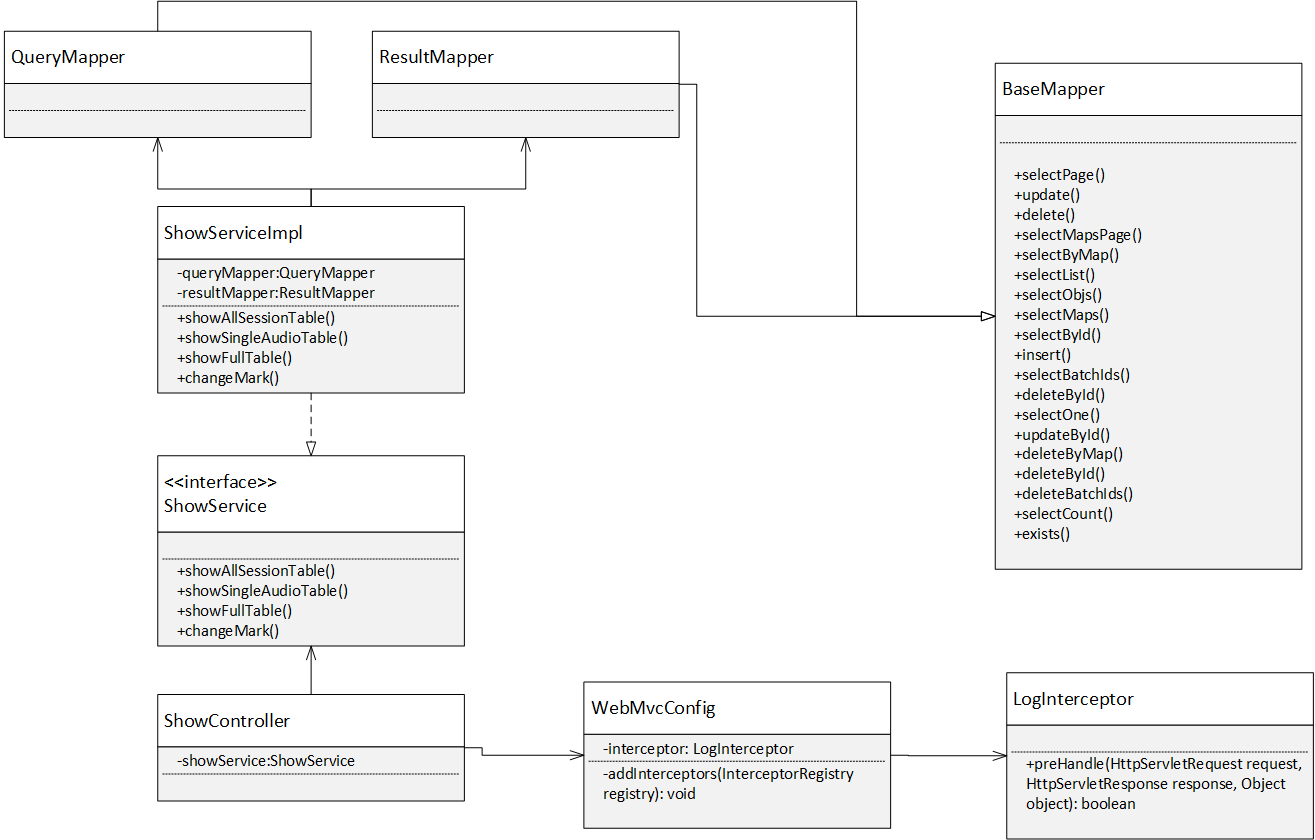 QueryMapper
ResultMapper
BaseMapper
+selectPage()
+update()
+delete()
+selectMapsPage()
+selectByMap()
+selectList()
+selectObjs()
+selectMaps()
+selectById()
+insert()
+selectBatchIds()
+deleteById()
+selectOne()
+updateById()
+deleteByMap()
+deleteById()
+deleteBatchIds()
+selectCount()
+exists()
ShowServiceImpl
-queryMapper:QueryMapper
-resultMapper:ResultMapper
+showAllSessionTable()
+showSingleAudioTable()
+showFullTable()
+changeMark()
<<interface>>
ShowService
+showAllSessionTable()
+showSingleAudioTable()
+showFullTable()
+changeMark()
ShowController
-showService:ShowService
WebMvcConfig
-interceptor: LogInterceptor
-addInterceptors(InterceptorRegistry
registry): void
LogInterceptor
+preHandle(HttpServletRequest request,
HttpServletResponse response, Object
object): boolean